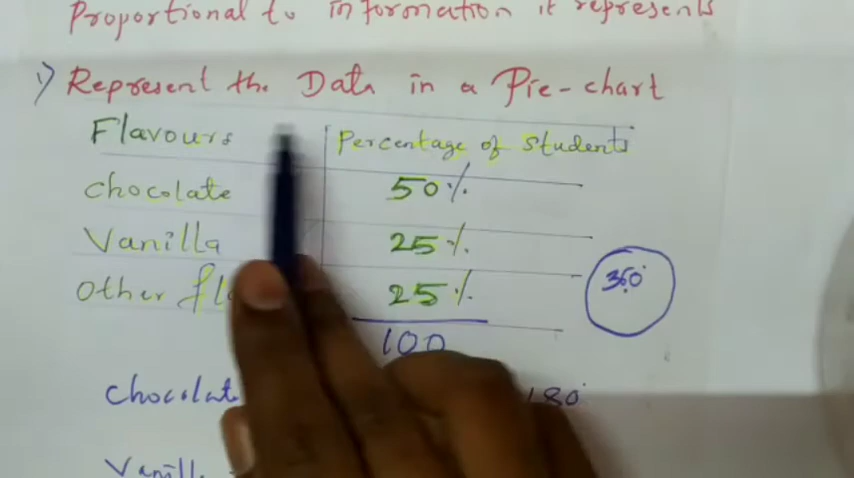 Proportional to information it represents
1) Represent the Data in a Pie-chart
Flavours Percentage of students
chocolate 50%
Vanilla 25%
Other 25%
360°
100
180°